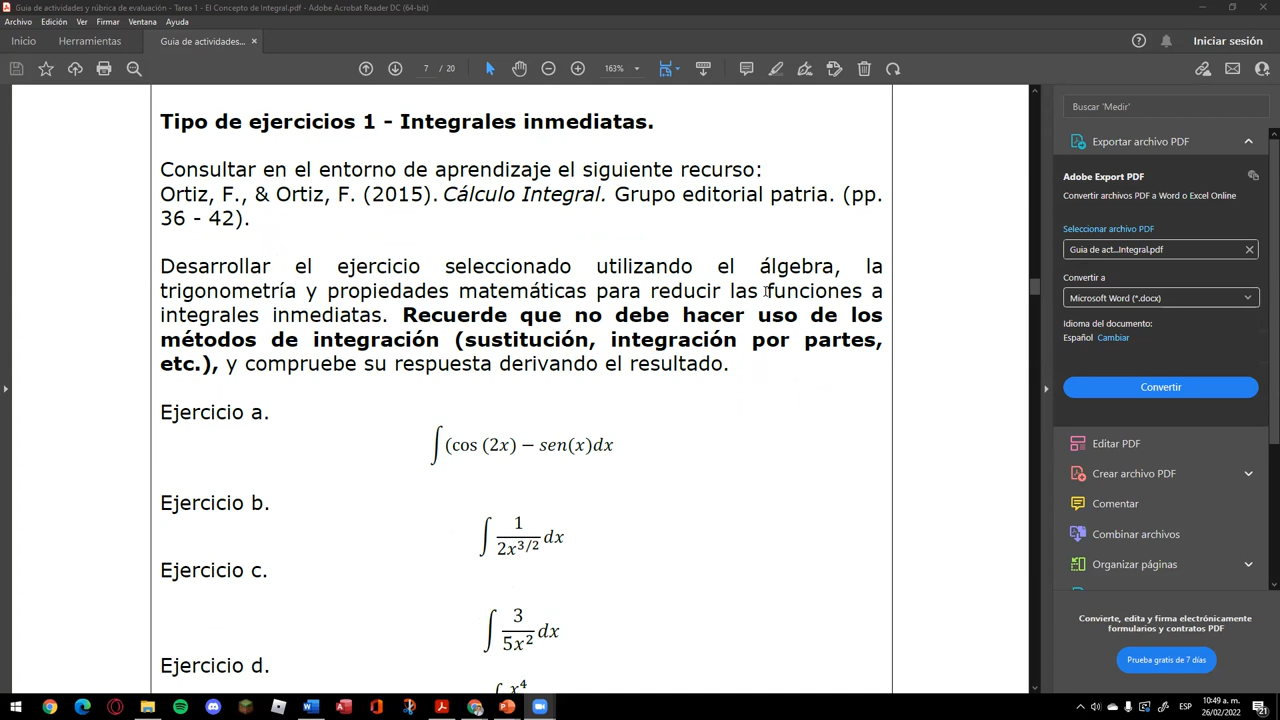 Guia de actividades y rúbrica de evaluación - Tarea 1 - El Concepto de Integral.pdf - Adobe Acrobat Reader DC (64-bit)
Archivo Edición Ver Firmar Ventana Ayuda
Inicio Herramientas Guia de actividades... × Iniciar sesión
7 / 20 163%
Tipo de ejercicios 1 - Integrales inmediatas.
Consultar en el entorno de aprendizaje el siguiente recurso:
Ortiz, F., & Ortiz, F. (2015). Cálculo Integral. Grupo editorial patria. (pp.
36 - 42).
Desarrollar el ejercicio seleccionado utilizando el álgebra, la
trigonometría y propiedades matemáticas para reducir las funciones a
integrales inmediatas. Recuerde que no debe hacer uso de los
métodos de integración (sustitución, integración por partes,
etc.), y compruebe su respuesta derivando el resultado.
Ejercicio a.
∫(cos (2x) − sen(x)dx
Ejercicio b.
∫ 1/2x^{3/2} dx
Ejercicio c.
∫ 3/5x² dx
Ejercicio d.
∫ x⁴
Buscar 'Medir'
Exportar archivo PDF
Adobe Export PDF
Convertir archivos PDF a Word o Excel Online
Seleccionar archivo PDF
Guia de act...Integral.pdf
Convertir a
Microsoft Word (*.docx)
Idioma del documento:
Español Cambiar
Convertir
Editar PDF
Crear archivo PDF
Comentar
Combinar archivos
Organizar páginas
Convierte, edita y firma electrónicamente
formularios y contratos PDF
Prueba gratis de 7 días
ESP
10:49 a. m.
26/02/2022
21